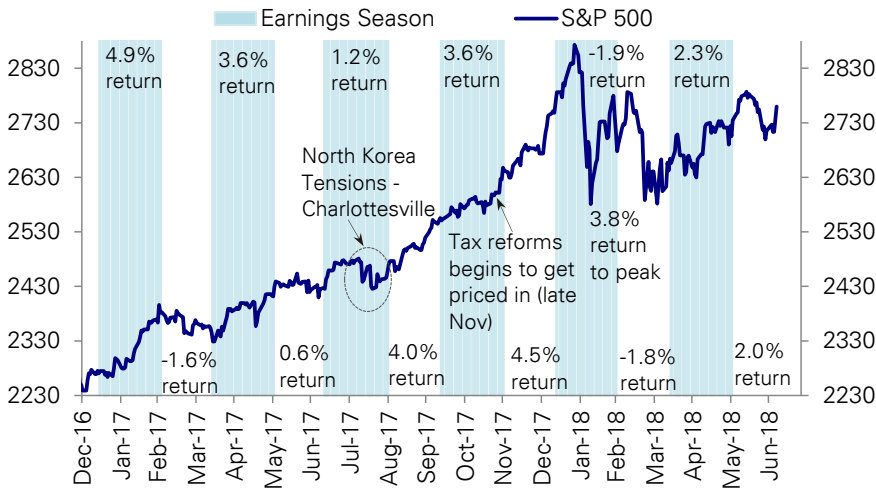 Earnings Season
S&P 500
4.9%
return
3.6%
return
1.2%
return
3.6%
return
-1.9%
return
2.3%
return
2830
2730
2630
2530
2430
2330
2230
2830
2730
2630
2530
2430
2330
2230
North Korea
Tensions -
Charlottesville
Tax reforms
begins to get
priced in (late
Nov)
3.8%
return
to peak
-1.6%
return
0.6%
return
4.0%
return
4.5%
return
-1.8%
return
2.0%
return
Dec-16
Jan-17
Feb-17
Mar-17
Apr-17
May-17
Jun-17
Jul-17
Aug-17
Sep-17
Oct-17
Nov-17
Dec-17
Jan-18
Feb-18
Mar-18
Apr-18
May-18
Jun-18